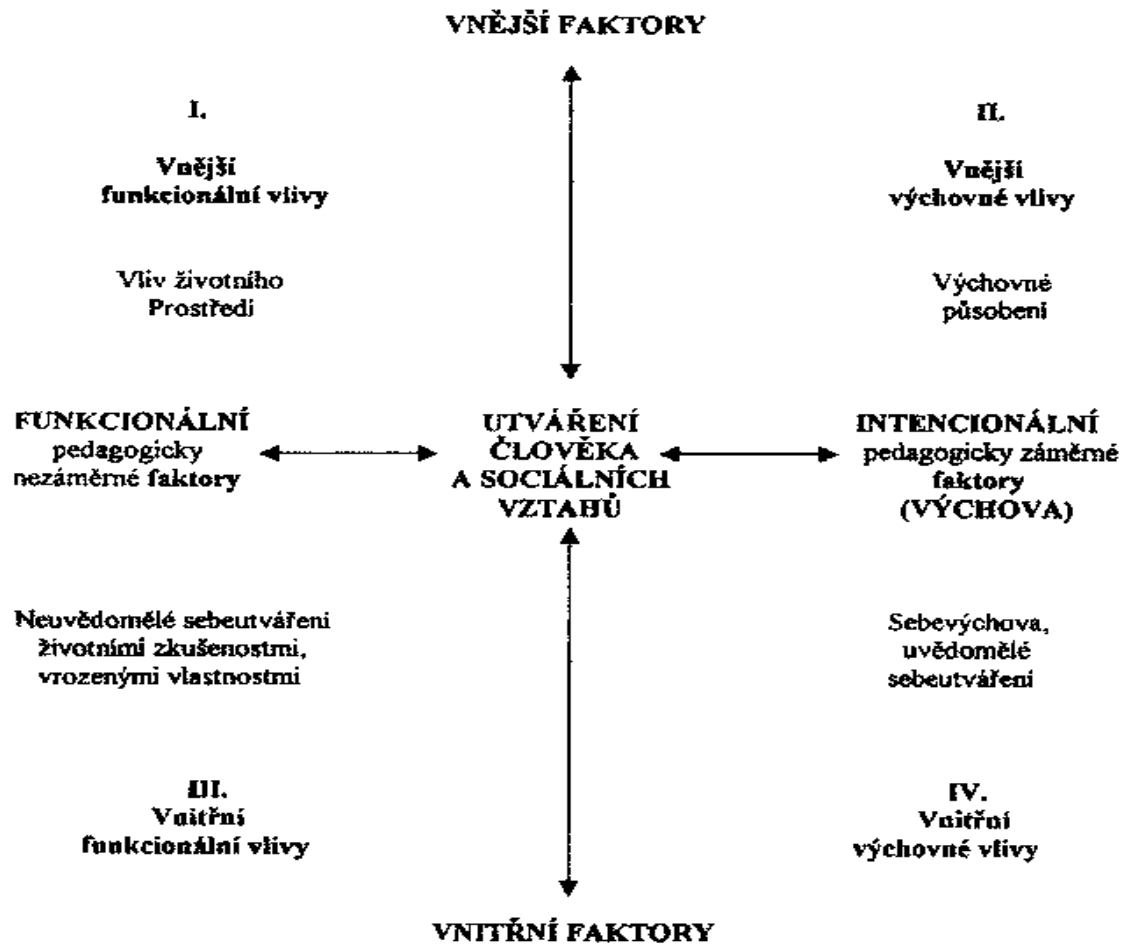 VNĚJŠÍ FAKTORY
I.
Vnější
funkcionální vlivy
Vliv životního
Prostředí
II.
Vnější
výchovné vlivy
Výchovné
působení
FUNKCIONÁLNÍ
pedagogicky
nezáměrné faktory
UTVÁŘENÍ
ČLOVĚKA
A SOCIÁLNÍCH
VZTAHŮ
INTENCIONÁLNÍ
pedagogicky záměrné
faktory
(VÝCHOVA)
Neuvědomělé sebeutváření
životními zkušenostmi,
vrozenými vlastnostmi
Sebevýchova,
uvědomělé
sebeutváření
III.
Vnitřní
funkcionální vlivy
IV.
Vnitřní
výchovné vlivy
VNITŘNÍ FAKTORY